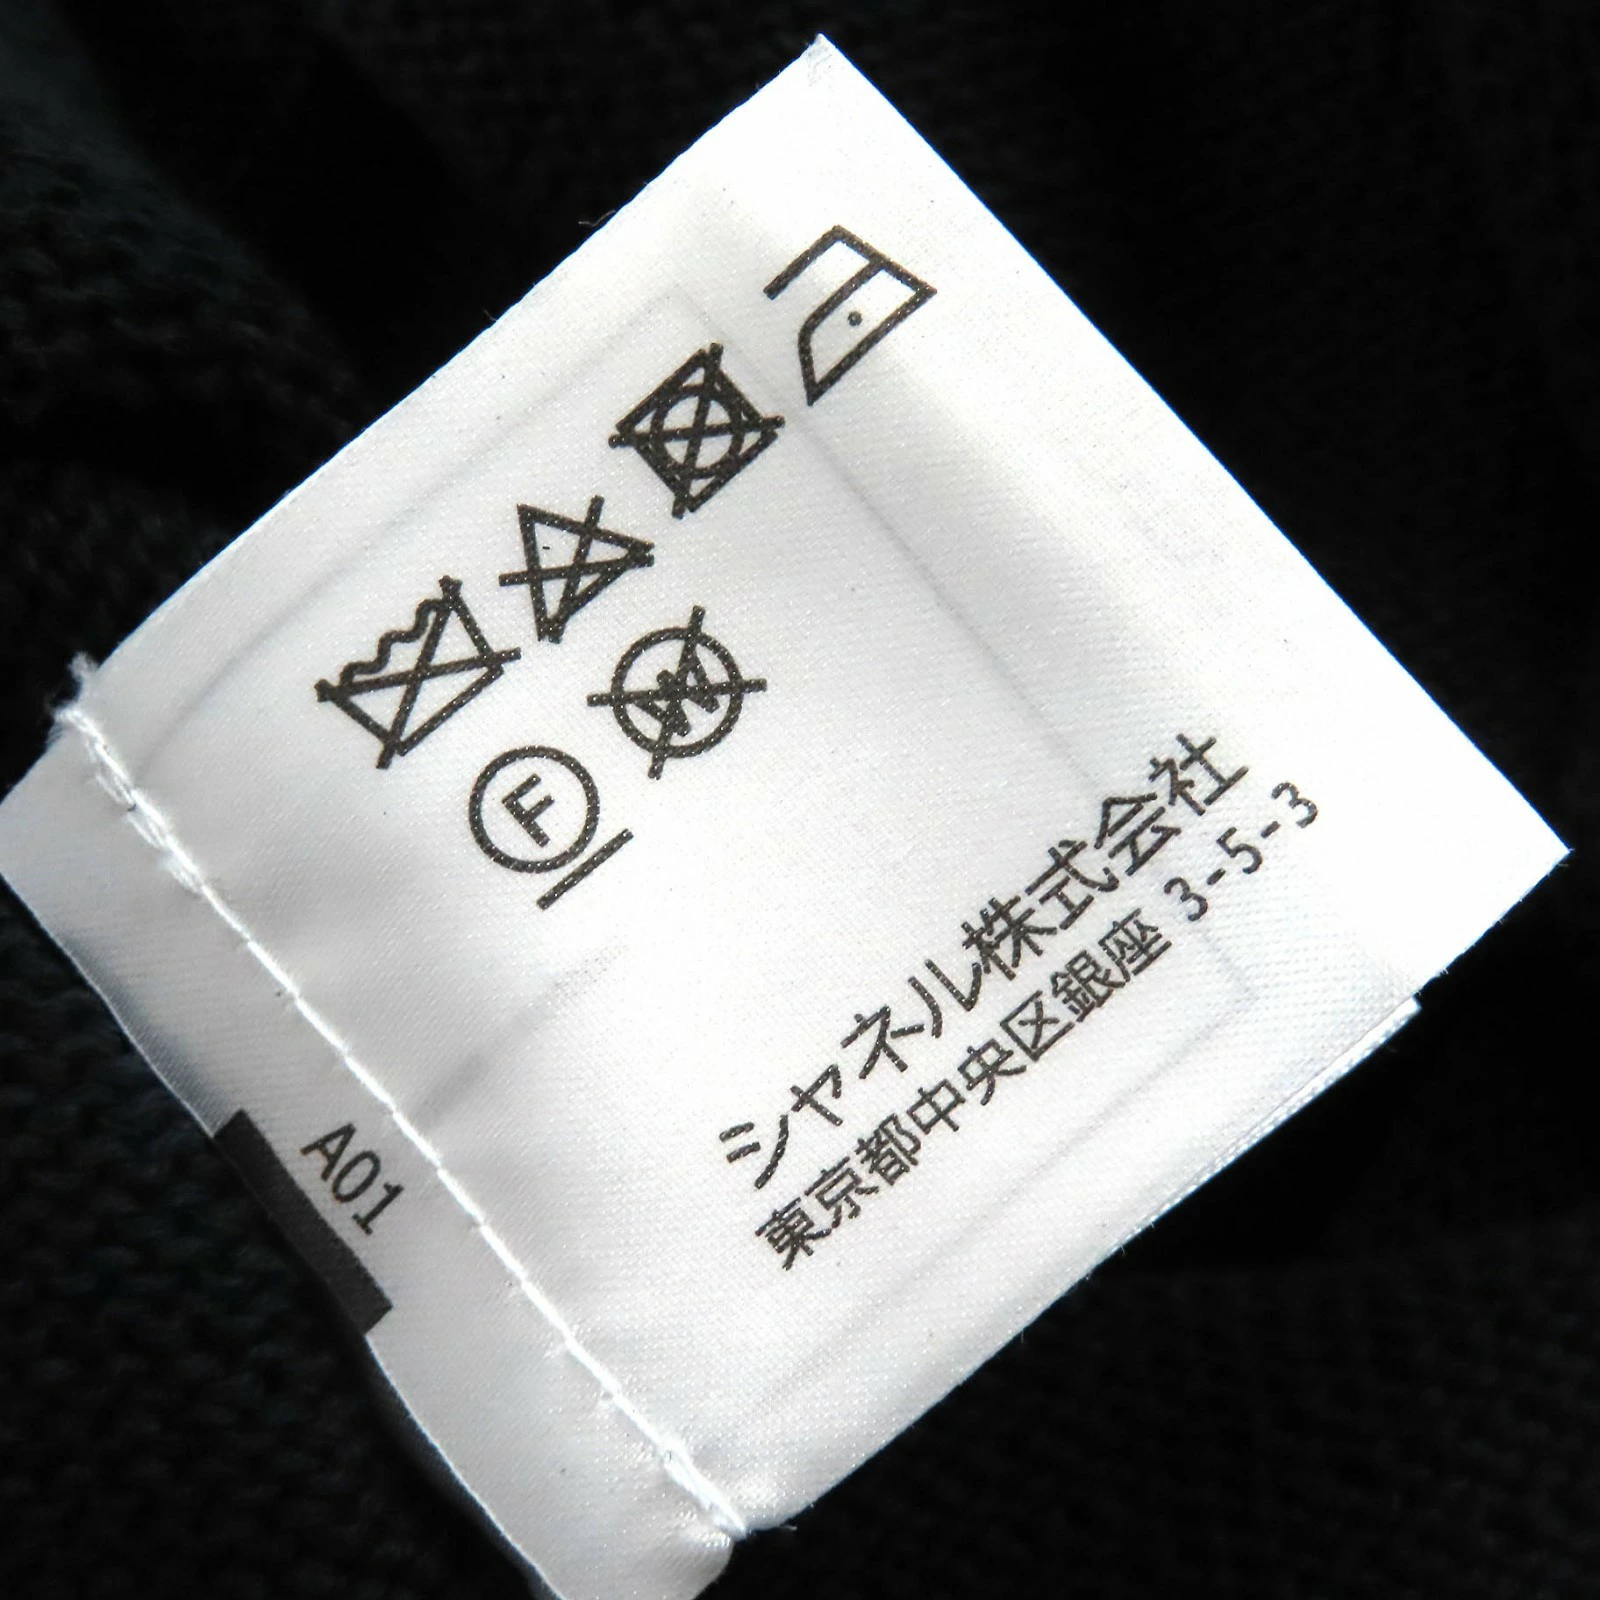 F
W
シャネル株式会社
東京都中央区銀座 3-5-3
A01